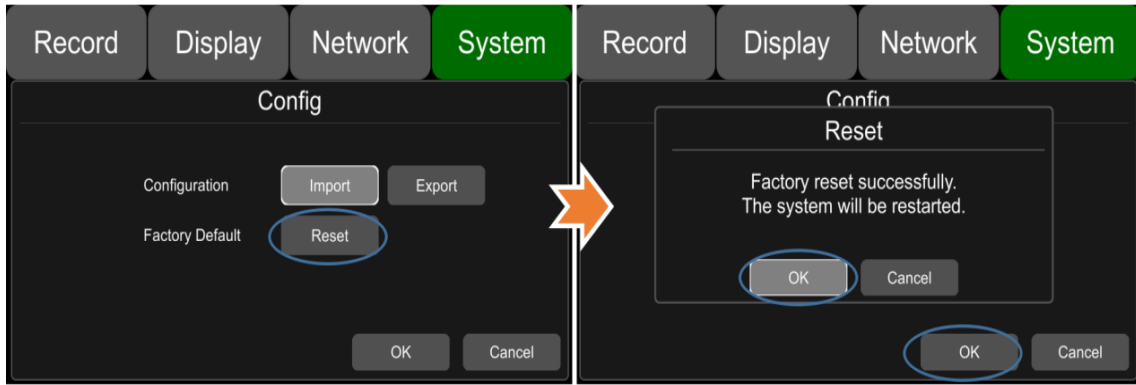 Record Display Network System
Config
Configuration Import Export
Factory Default Reset
OK Cancel
Record Display Network System
Config
Reset
Factory reset successfully.
The system will be restarted.
OK Cancel
OK Cancel